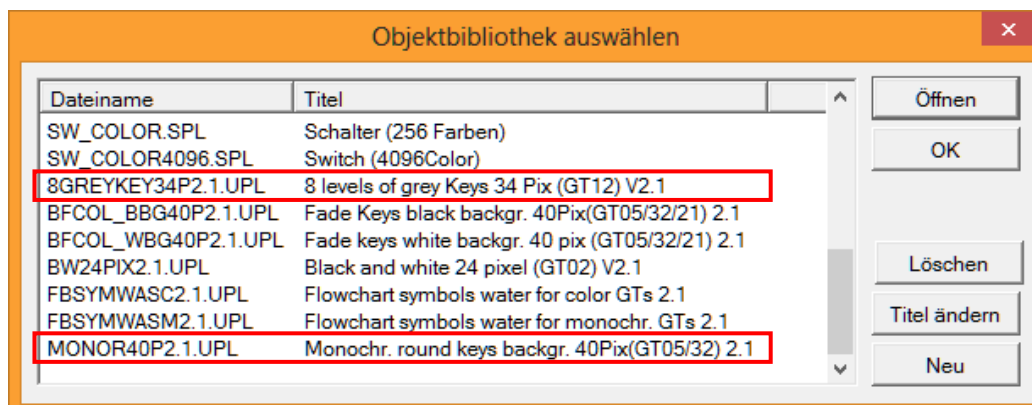 Objektbibliothek auswählen
Dateiname Titel
SW_COLOR.SPL Schalter (256 Farben)
SW_COLOR4096.SPL Switch (4096Color)
8GREYKEY34P2.1.UPL 8 levels of grey Keys 34 Pix (GT12) V2.1
BFCOL_BBG40P2.1.UPL Fade Keys black backgr. 40Pix(GT05/32/21) 2.1
BFCOL_WBG40P2.1.UPL Fade keys white backgr. 40 pix (GT05/32/21) 2.1
BW24PIX2.1.UPL Black and white 24 pixel (GT02) V2.1
FBSYMWASC2.1.UPL Flowchart symbols water for color GTs 2.1
FBSYMWASM2.1.UPL Flowchart symbols water for monochr. GTs 2.1
MONOR40P2.1.UPL Monochr. round keys backgr. 40Pix(GT05/32) 2.1
Öffnen
OK
Löschen
Titel ändern
Neu